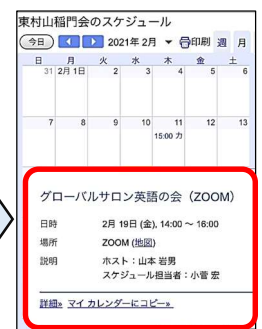 東村山稲門会のスケジュール
今日 2021年 2月 印刷 週 月
日 月 火 水 木 金 土
31 2月 1日 2 3 4 5 6
7 8 9 10 11 12 13
15:00 カ
グローバルサロン英語の会（ZOOM）
日時 2月 19日 (金), 14:00 ～ 16:00
場所 ZOOM (地図)
説明 ホスト：山本 岩男
スケジュール担当者：小菅 宏
詳細» マイ カレンダーにコピー»